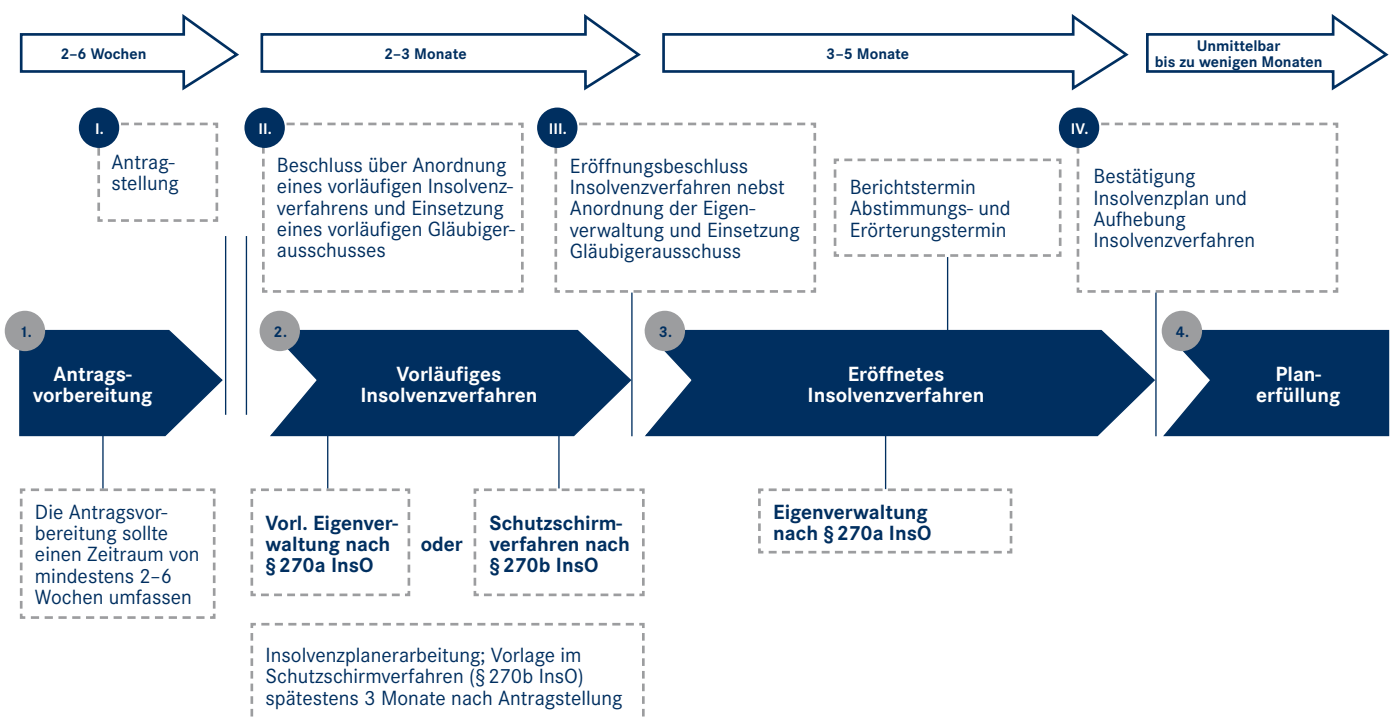 2–6 Wochen
2–3 Monate
3–5 Monate
Unmittelbar
bis zu wenigen Monaten
I.
Antrag-
stellung
II.
Beschluss über Anordnung
eines vorläufigen Insolvenz-
verfahrens und Einsetzung
eines vorläufigen Gläubiger-
ausschusses
III.
Eröffnungsbeschluss
Insolvenzverfahren nebst
Anordnung der Eigen-
verwaltung und Einsetzung
Gläubigerausschuss
Berichtstermin
Abstimmungs- und
Erörterungstermin
IV.
Bestätigung
Insolvenzplan und
Aufhebung
Insolvenzverfahren
1.
Antrags-
vorbereitung
2.
Vorläufiges
Insolvenzverfahren
3.
Eröffnetes
Insolvenzverfahren
4.
Plan-
erfüllung
Die Antragsvor-
bereitung sollte
einen Zeitraum von
mindestens 2–6
Wochen umfassen
Vorl. Eigenver-
waltung nach
§ 270a InsO
oder
Schutzschirm-
verfahren nach
§ 270b InsO
Eigenverwaltung
nach § 270a InsO
Insolvenzplanerarbeitung; Vorlage im
Schutzschirmverfahren (§ 270b InsO)
spätestens 3 Monate nach Antragstellung